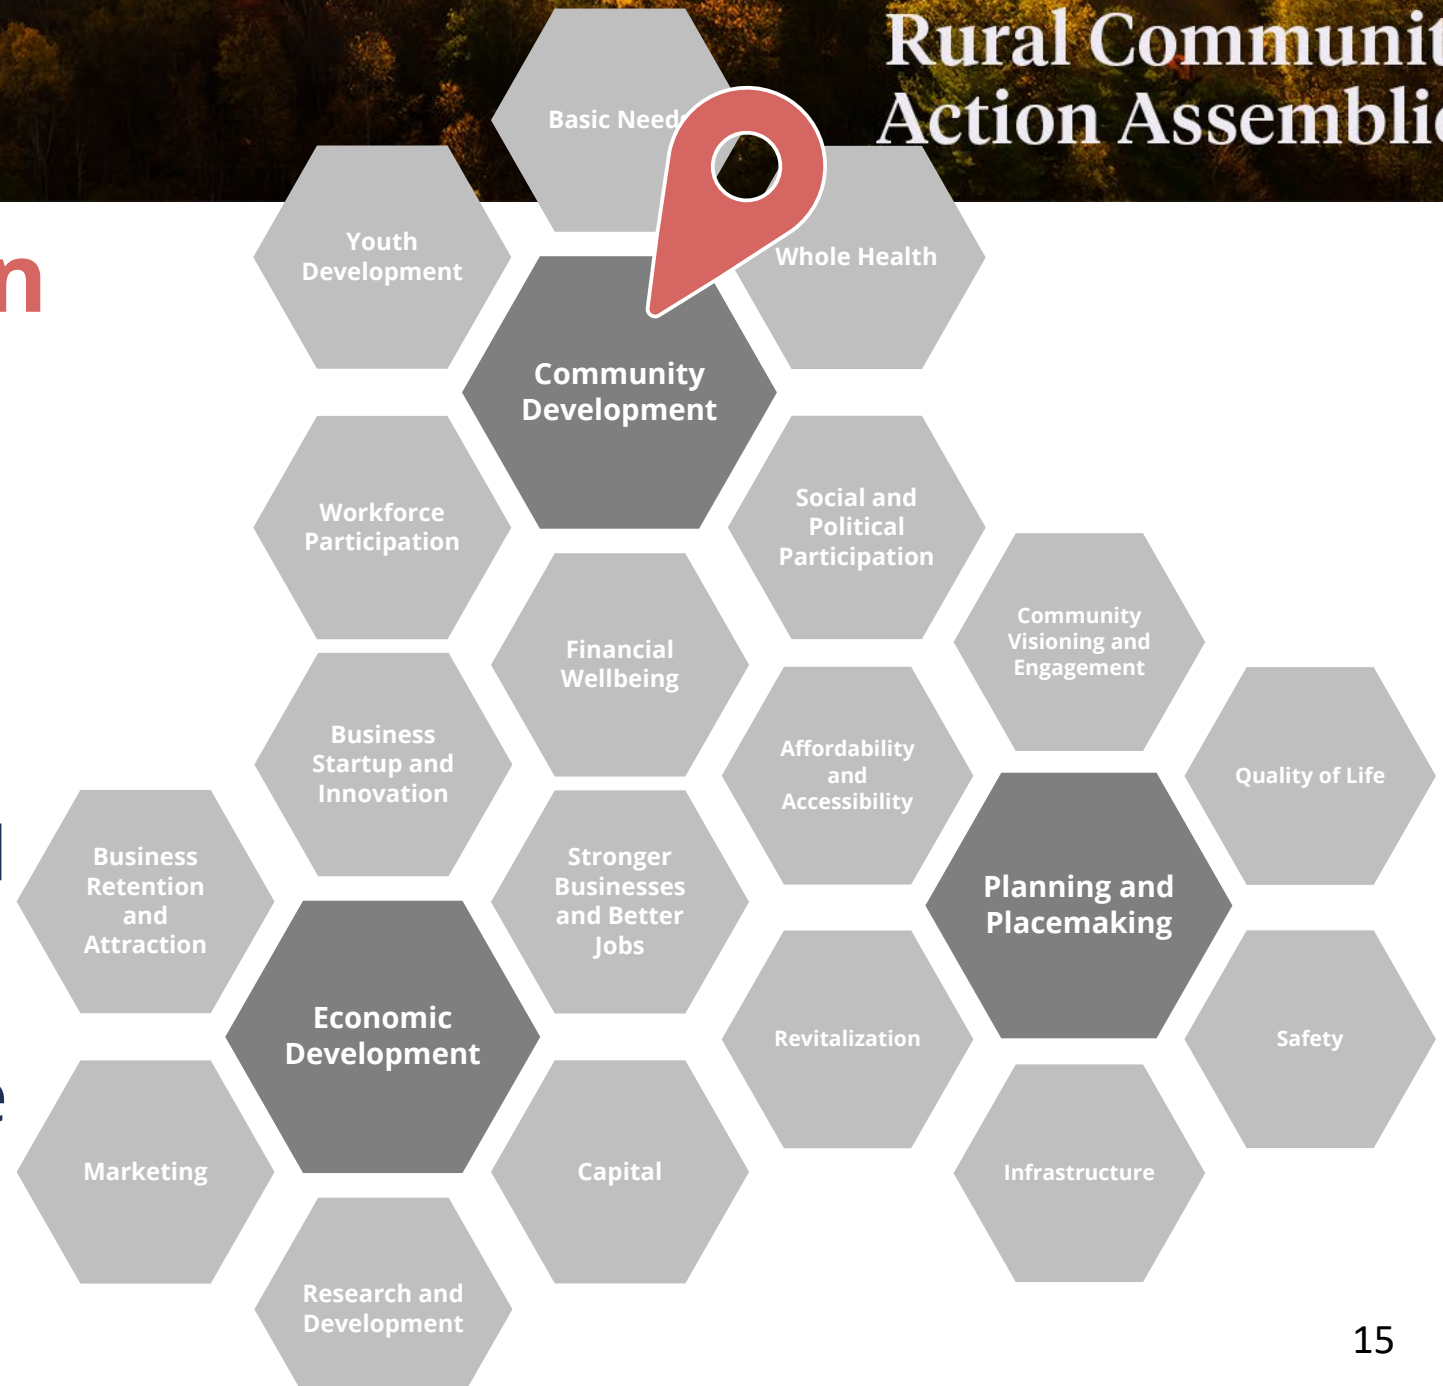 Rural Communit
Action Assemblie
n
Basic Needs
Youth
Development
Whole Health
Community
Development
Workforce
Participation
Social and
Political
Participation
Financial
Wellbeing
Community
Visioning and
Engagement
Business
Startup and
Innovation
Affordability
and
Accessibility
Quality of Life
Business
Retention
and
Attraction
Stronger
Businesses
and Better
Jobs
Planning and
Placemaking
Economic
Development
Revitalization
Safety
e
Marketing
Capital
Infrastructure
Research and
Development
15